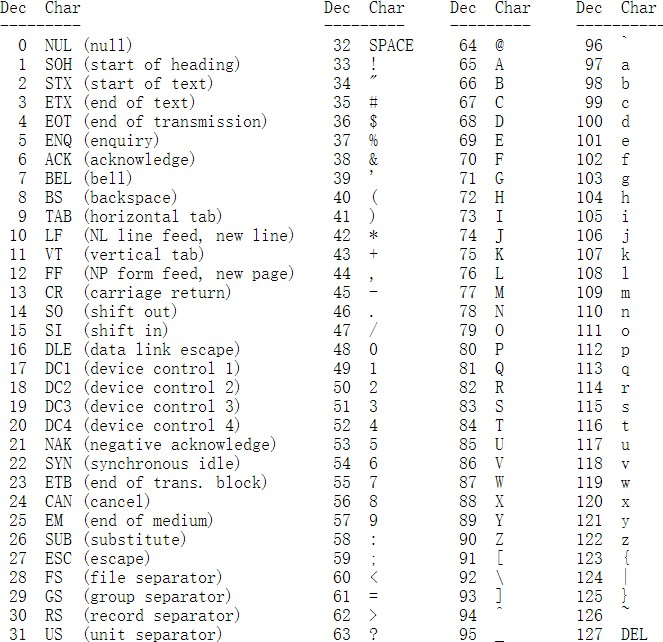 Dec Char Dec Char Dec Char Dec Char
--------- --------- --------- ---------
0 NUL (null) 32 SPACE 64 @ 96 `
1 SOH (start of heading) 33 ! 65 A 97 a
2 STX (start of text) 34 " 66 B 98 b
3 ETX (end of text) 35 # 67 C 99 c
4 EOT (end of transmission) 36 $ 68 D 100 d
5 ENQ (enquiry) 37 % 69 E 101 e
6 ACK (acknowledge) 38 & 70 F 102 f
7 BEL (bell) 39 ' 71 G 103 g
8 BS (backspace) 40 ( 72 H 104 h
9 TAB (horizontal tab) 41 ) 73 I 105 i
10 LF (NL line feed, new line) 42 * 74 J 106 j
11 VT (vertical tab) 43 + 75 K 107 k
12 FF (NP form feed, new page) 44 , 76 L 108 l
13 CR (carriage return) 45 - 77 M 109 m
14 SO (shift out) 46 . 78 N 110 n
15 SI (shift in) 47 / 79 O 111 o
16 DLE (data link escape) 48 0 80 P 112 p
17 DC1 (device control 1) 49 1 81 Q 113 q
18 DC2 (device control 2) 50 2 82 R 114 r
19 DC3 (device control 3) 51 3 83 S 115 s
20 DC4 (device control 4) 52 4 84 T 116 t
21 NAK (negative acknowledge) 53 5 85 U 117 u
22 SYN (synchronous idle) 54 6 86 V 118 v
23 ETB (end of trans. block) 55 7 87 W 119 w
24 CAN (cancel) 56 8 88 X 120 x
25 EM (end of medium) 57 9 89 Y 121 y
26 SUB (substitute) 58 : 90 Z 122 z
27 ESC (escape) 59 ; 91 [ 123 {
28 FS (file separator) 60 < 92 \ 124 |
29 GS (group separator) 61 = 93 ] 125 }
30 RS (record separator) 62 > 94 ^ 126 ~
31 US (unit separator) 63 ? 95 _ 127 DEL